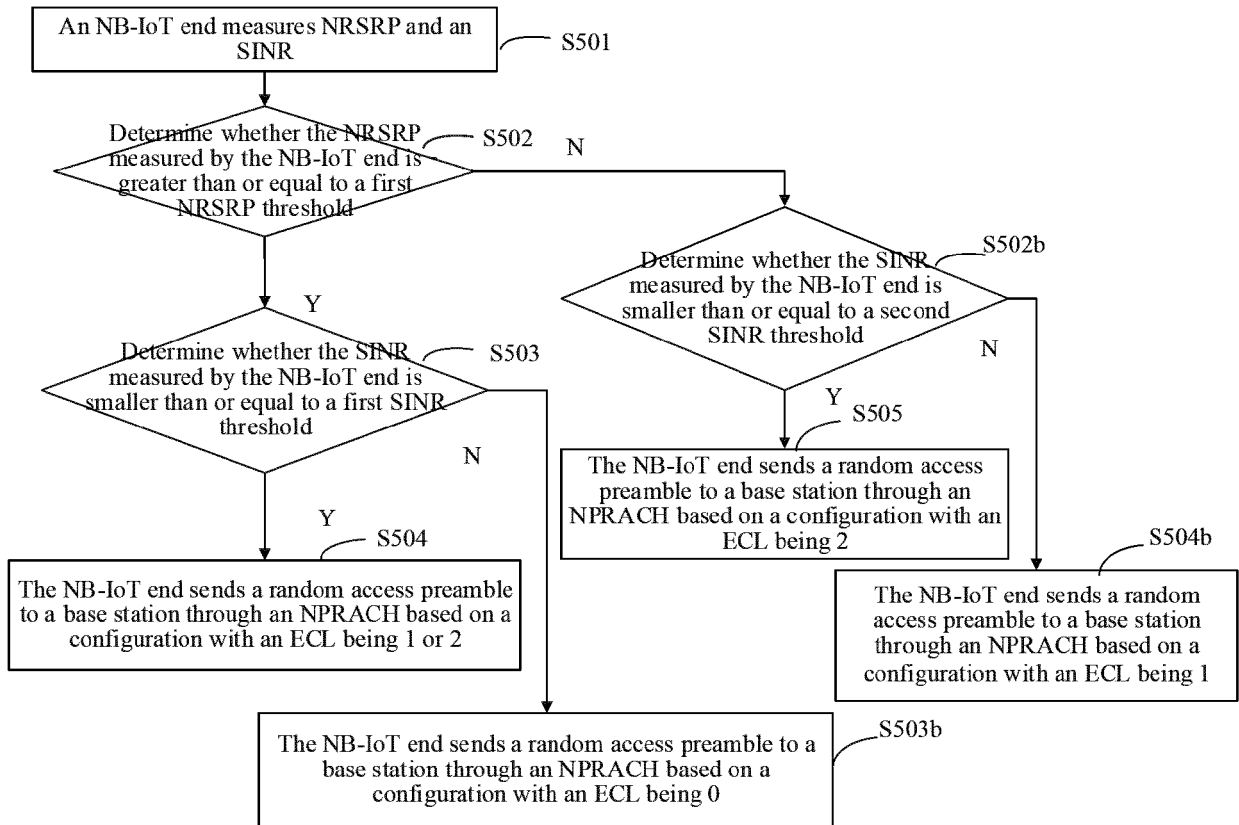 An NB-IoT end measures NRSRP and an
SINR
S501
Determine whether the NRSRP
measured by the NB-IoT end is
greater than or equal to a first
NRSRP threshold
S502
N
Y
Determine whether the SINR
measured by the NB-IoT end is
smaller than or equal to a second
SINR threshold
S502b
N
Y
Determine whether the SINR
measured by the NB-IoT end is
smaller than or equal to a first SINR
threshold
S503
N
Y
The NB-IoT end sends a random access
preamble to a base station through an
NPRACH based on a configuration with an
ECL being 2
S505
The NB-IoT end sends a random access preamble
to a base station through an NPRACH based on a
configuration with an ECL being 1 or 2
S504
The NB-IoT end sends a random
access preamble to a base station
through an NPRACH based on a
configuration with an ECL being 1
S504b
The NB-IoT end sends a random access preamble to a
base station through an NPRACH based on a
configuration with an ECL being 0
S503b